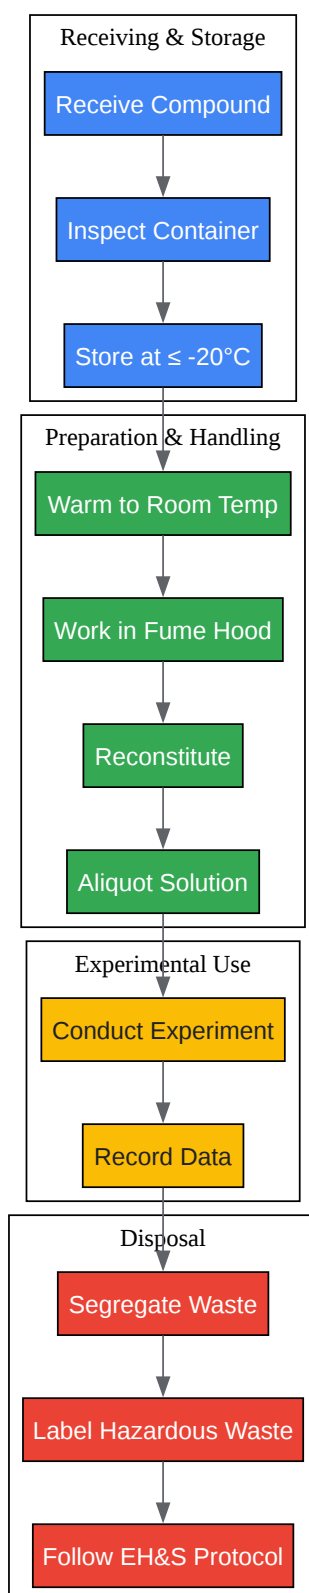 Receiving & Storage
Receive Compound
Inspect Container
Store at ≤ -20°C
Preparation & Handling
Warm to Room Temp
Work in Fume Hood
Reconstitute
Aliquot Solution
Experimental Use
Conduct Experiment
Record Data
Disposal
Segregate Waste
Label Hazardous Waste
Follow EH&S Protocol